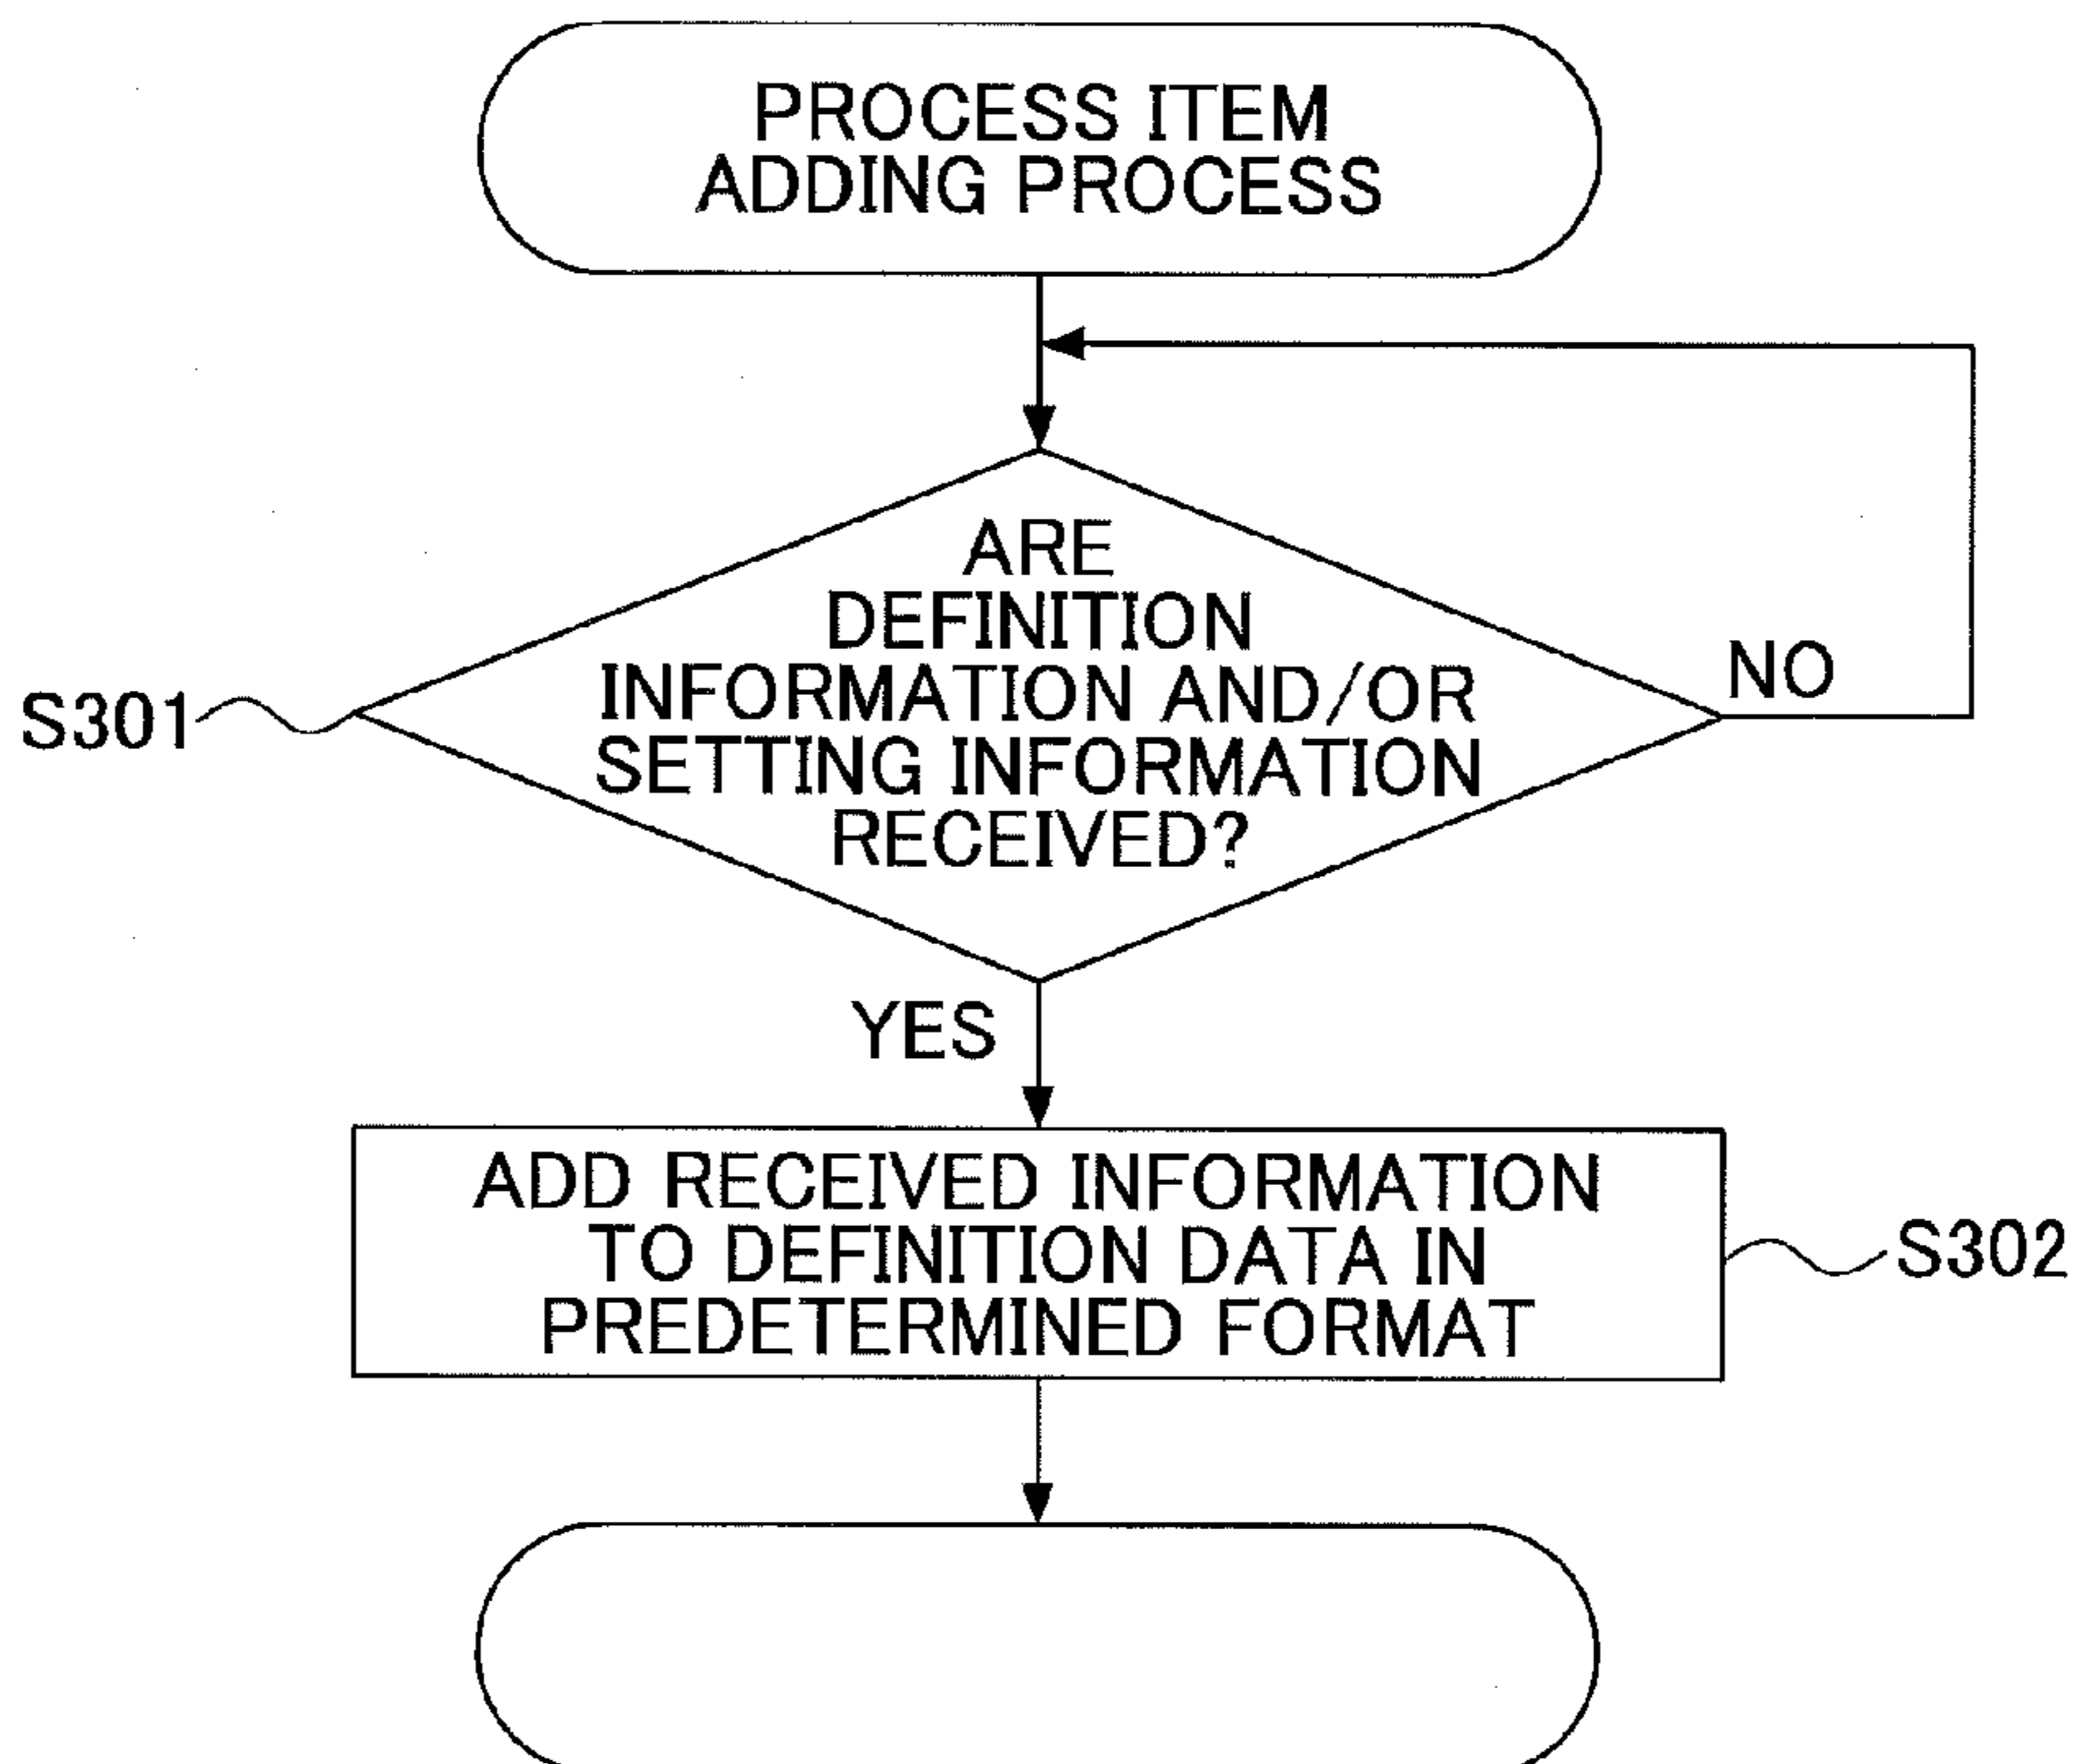 PROCESS ITEM
ADDING PROCESS
ARE
DEFINITION
INFORMATION AND/OR
SETTING INFORMATION
RECEIVED?
NO
S301
YES
ADD RECEIVED INFORMATION
TO DEFINITION DATA IN
PREDETERMINED FORMAT
S302